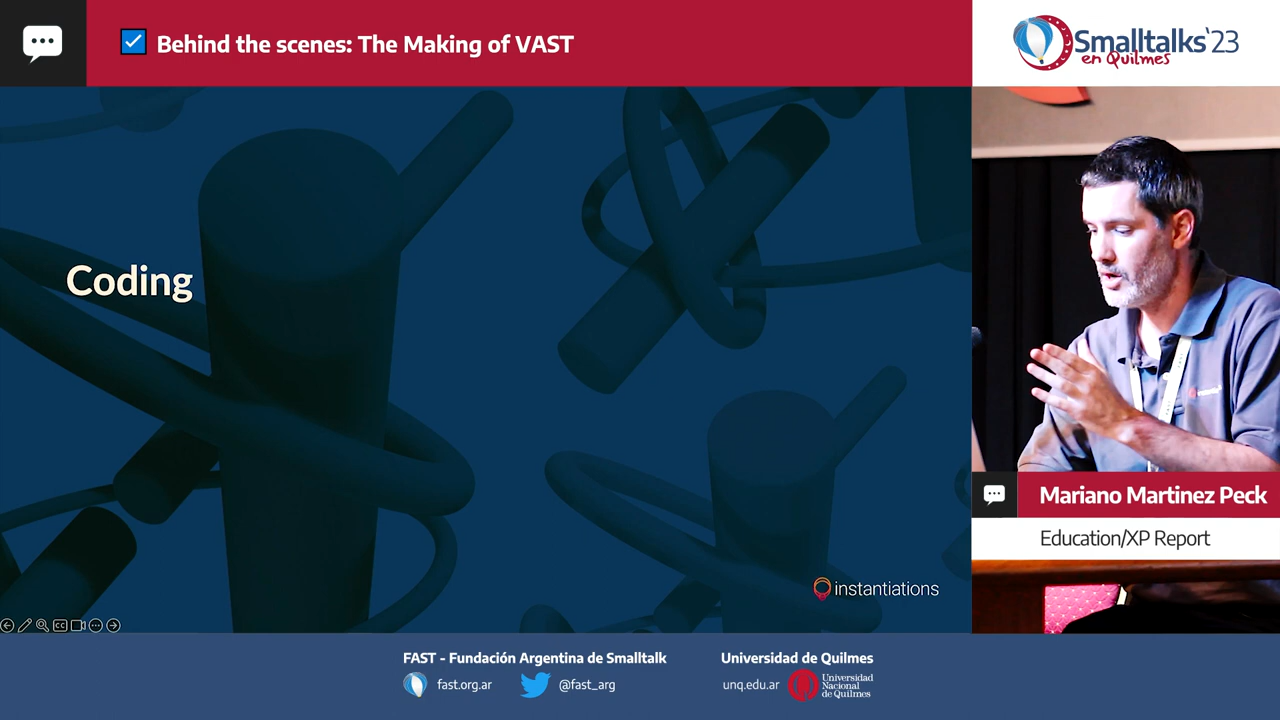 Behind the scenes: The Making of VAST
Smalltalks'23
en Quilmes
Coding
instantiations
CC
Mariano Martinez Peck
Education/XP Report
FAST - Fundación Argentina de Smalltalk
fast.org.ar
@fast_arg
Universidad de Quilmes
unq.edu.ar
Universidad
Nacional
de Quilmes